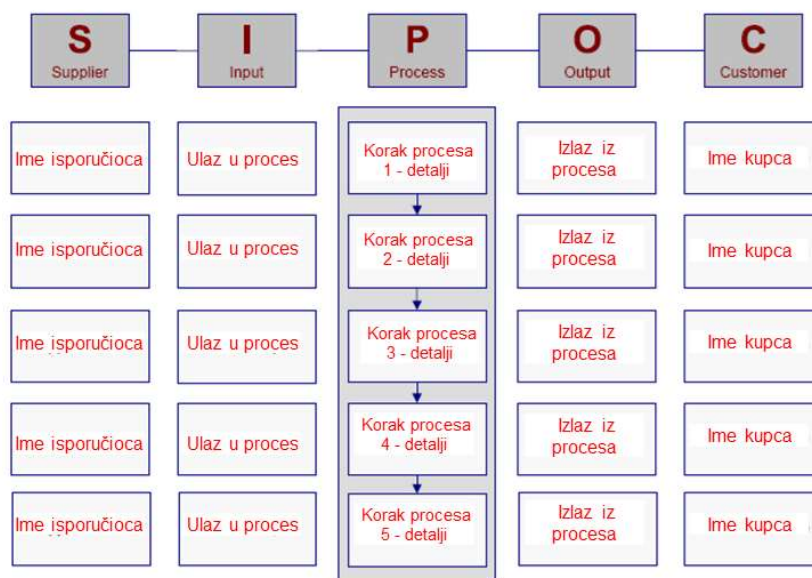 S I P O C
Supplier Input Process Output Customer
Ime isporučioca Ulaz u proces Korak procesa Izlaz iz Ime kupca
1 - detalji procesa
Ime isporučioca Ulaz u proces Korak procesa Izlaz iz Ime kupca
2 - detalji procesa
Ime isporučioca Ulaz u proces Korak procesa Izlaz iz Ime kupca
3 - detalji procesa
Ime isporučioca Ulaz u proces Korak procesa Izlaz iz Ime kupca
4 - detalji procesa
Ime isporučioca Ulaz u proces Korak procesa Izlaz iz Ime kupca
5 - detalji procesa